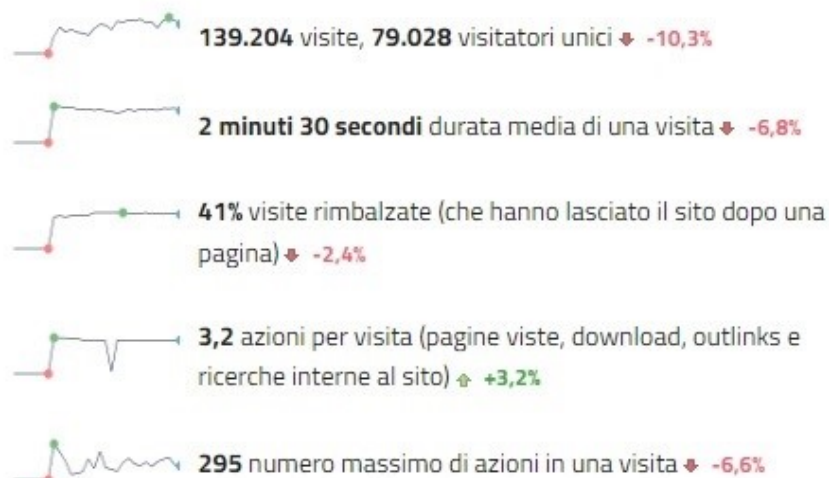 139.204 visite, 79.028 visitatori unici -10,3%
2 minuti 30 secondi durata media di una visita -6,8%
41% visite rimbalzate (che hanno lasciato il sito dopo una
pagina) -2,4%
3,2 azioni per visita (pagine viste, download, outlinks e
ricerche interne al sito) +3,2%
295 numero massimo di azioni in una visita -6,6%